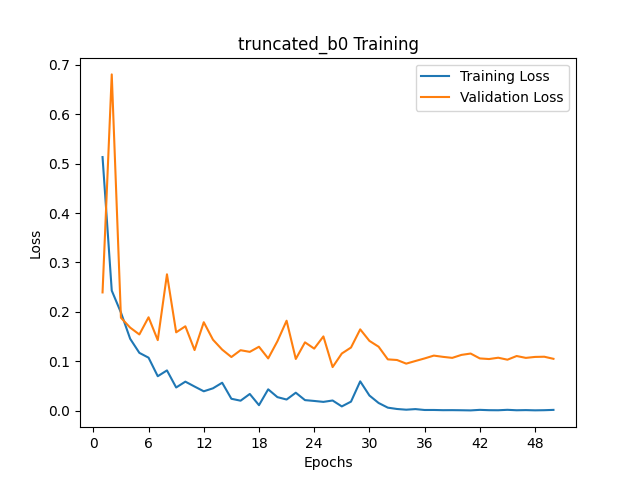 truncated_b0 Training
Training Loss
Validation Loss
0.7
0.6
0.5
0.4
0.3
0.2
0.1
0.0
Loss
0 6 12 18 24 30 36 42 48
Epochs